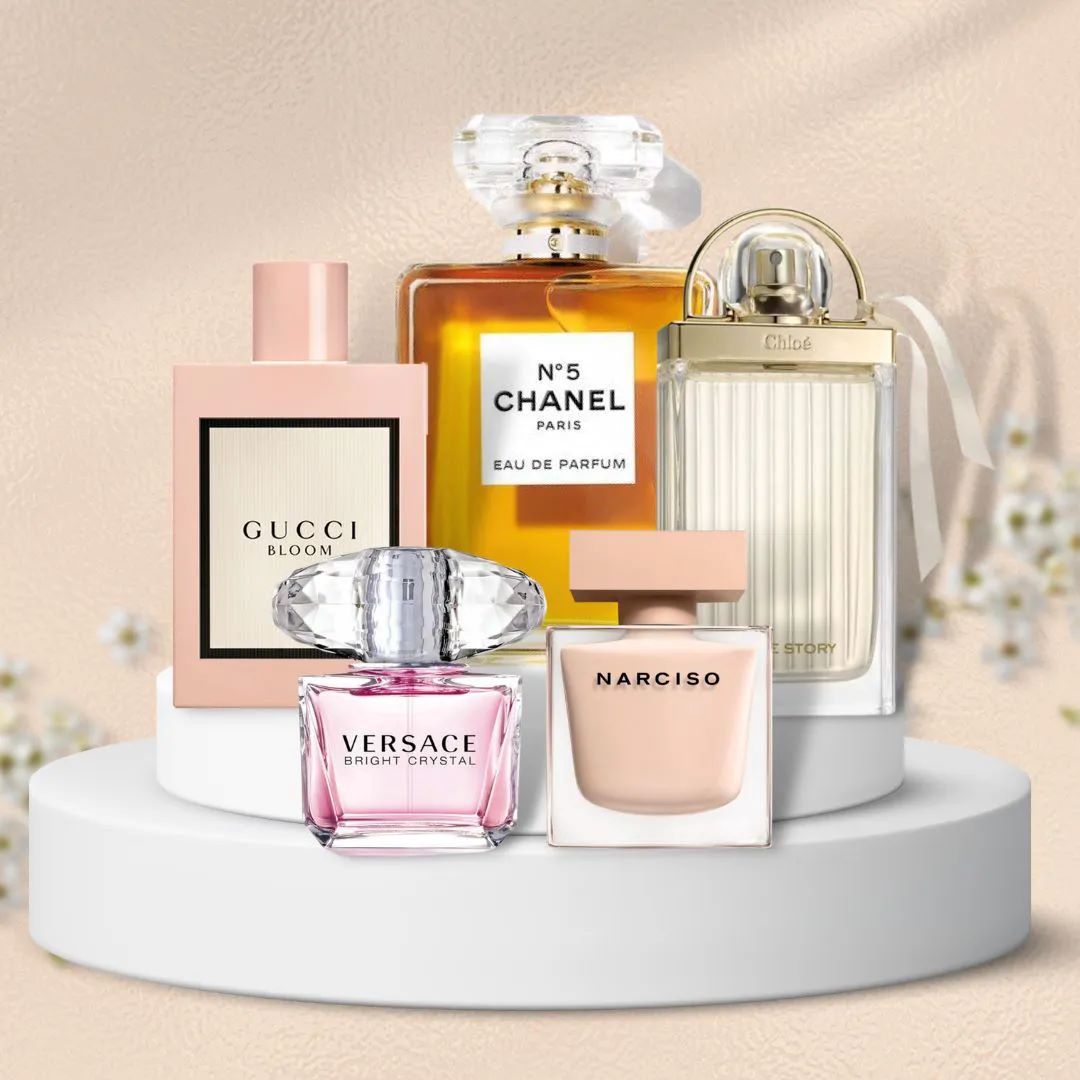 N°5
CHANEL
PARIS
EAU DE PARFUM
Chloé
E STORY
GUCCI
BLOOM
VERSACE
BRIGHT CRYSTAL
NARCISO